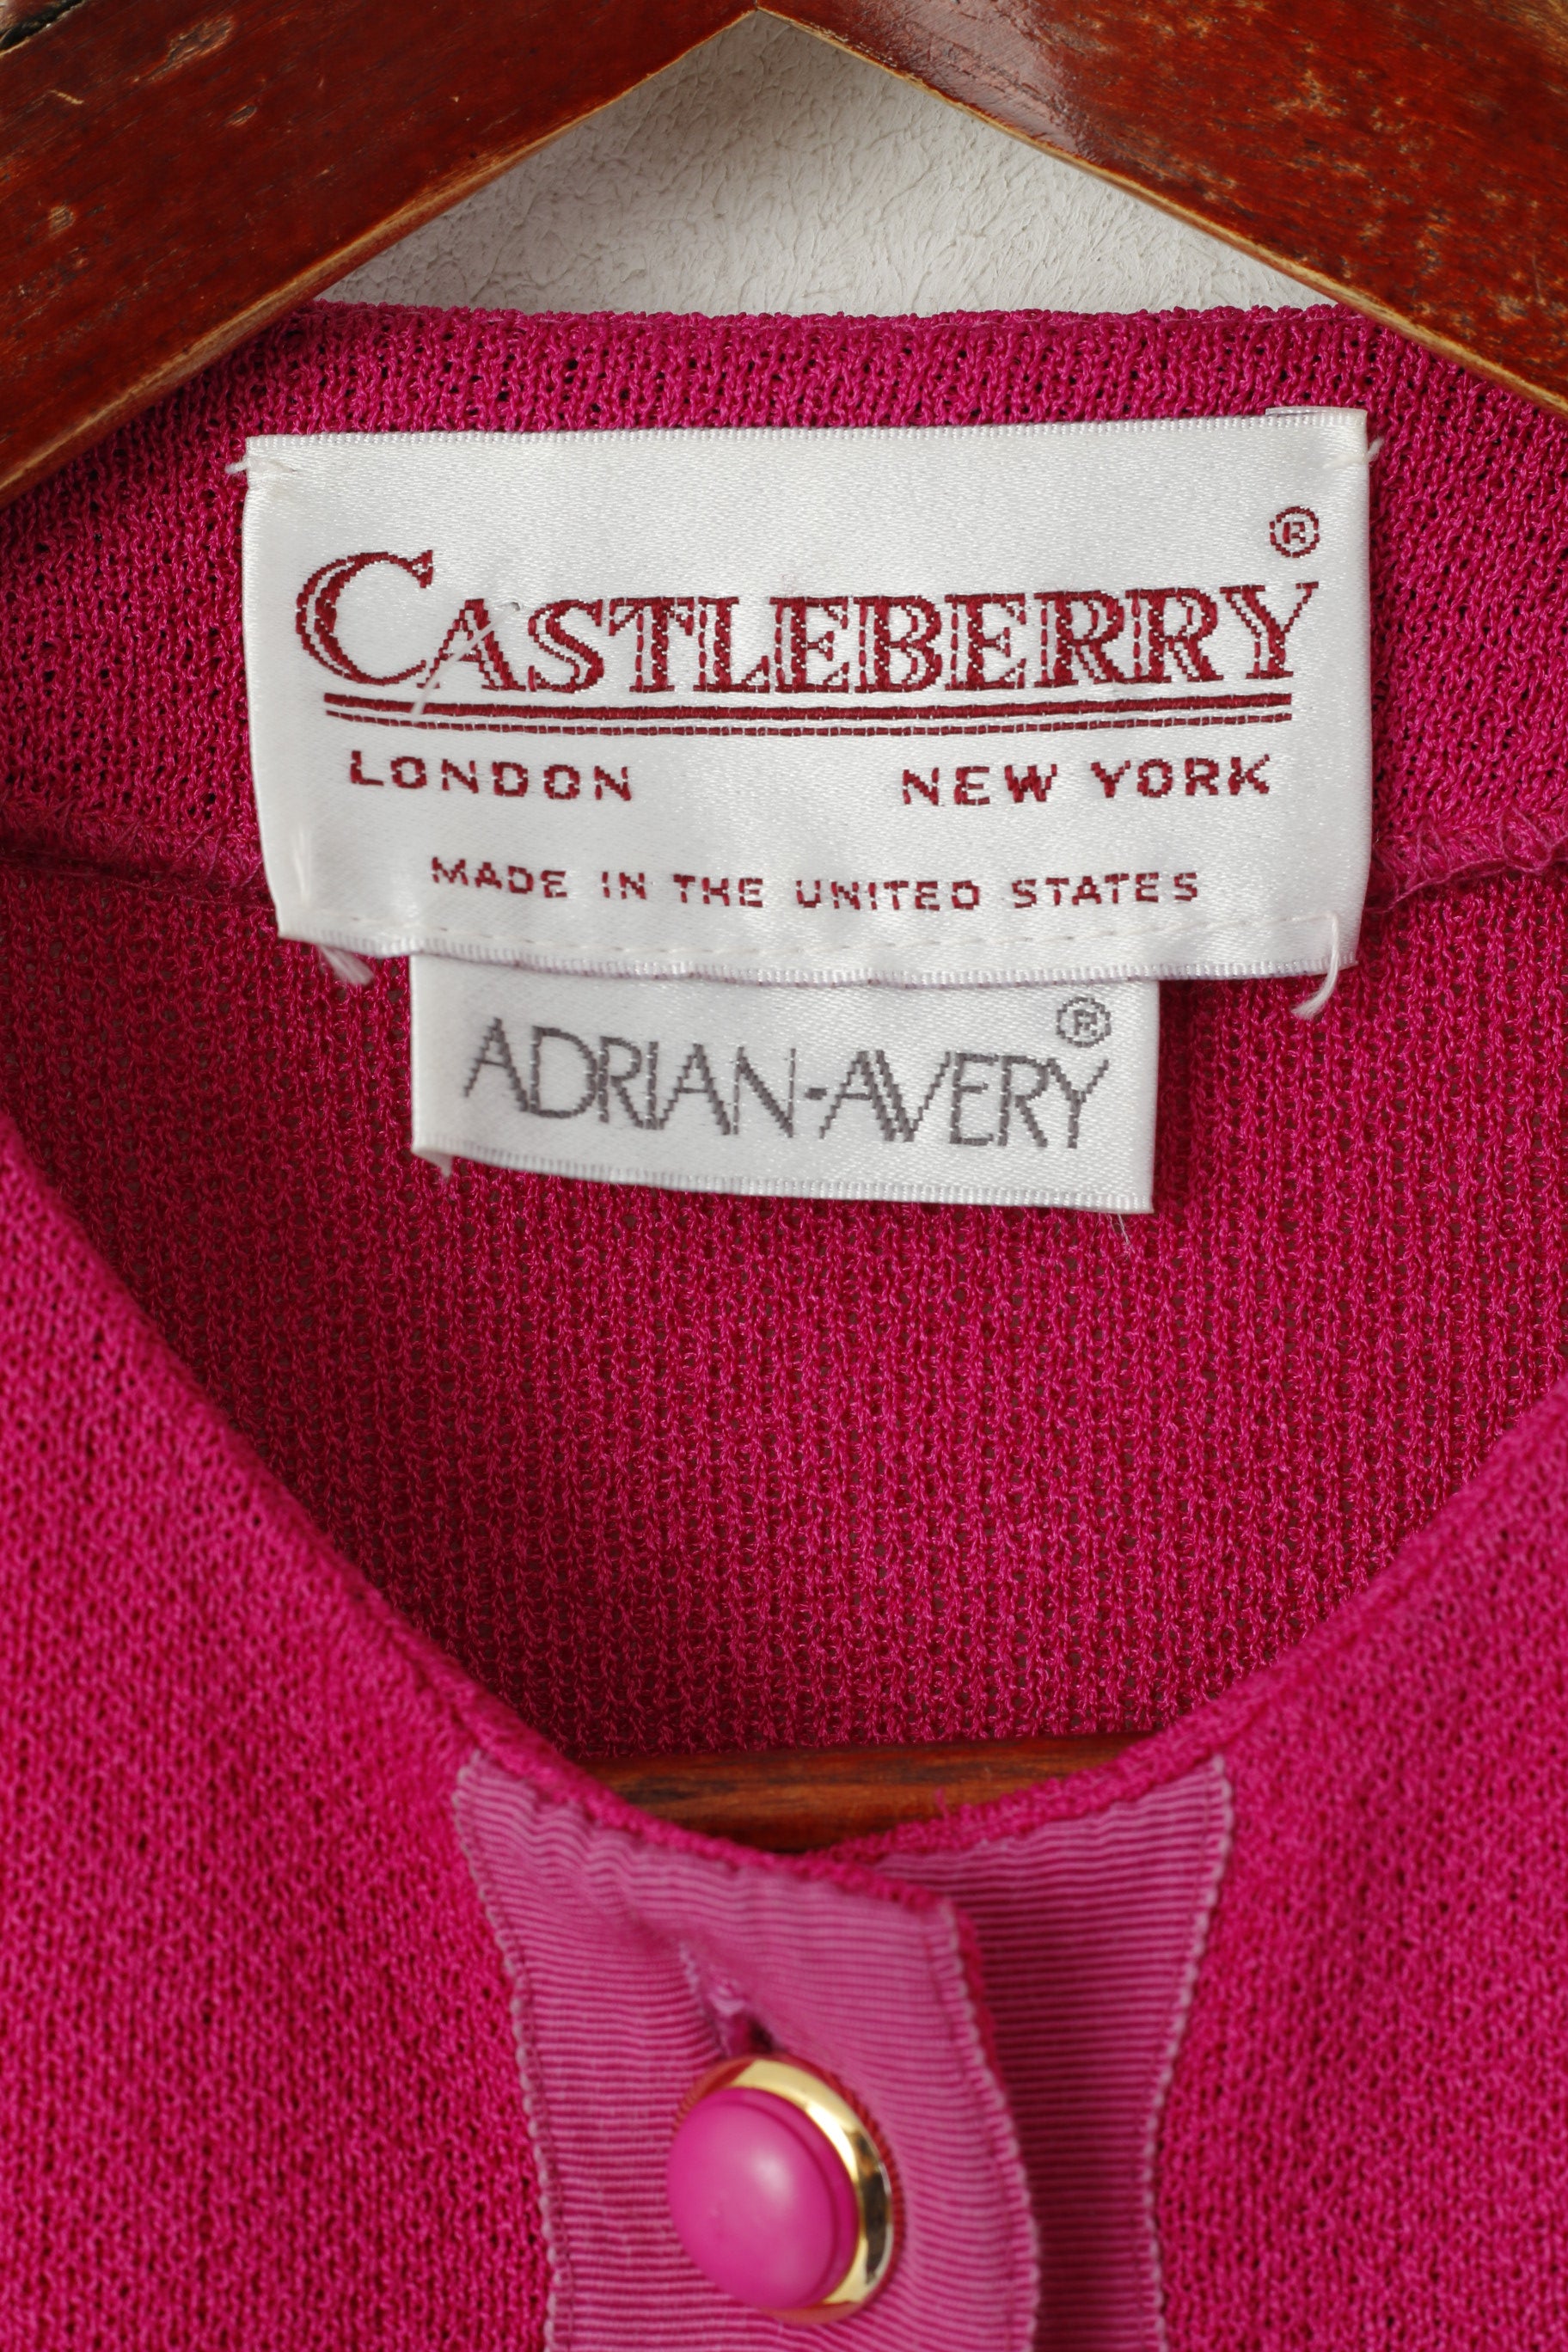 CASTLEBERRY®
LONDON NEW YORK
MADE IN THE UNITED STATES
ADRIAN-AVERY®